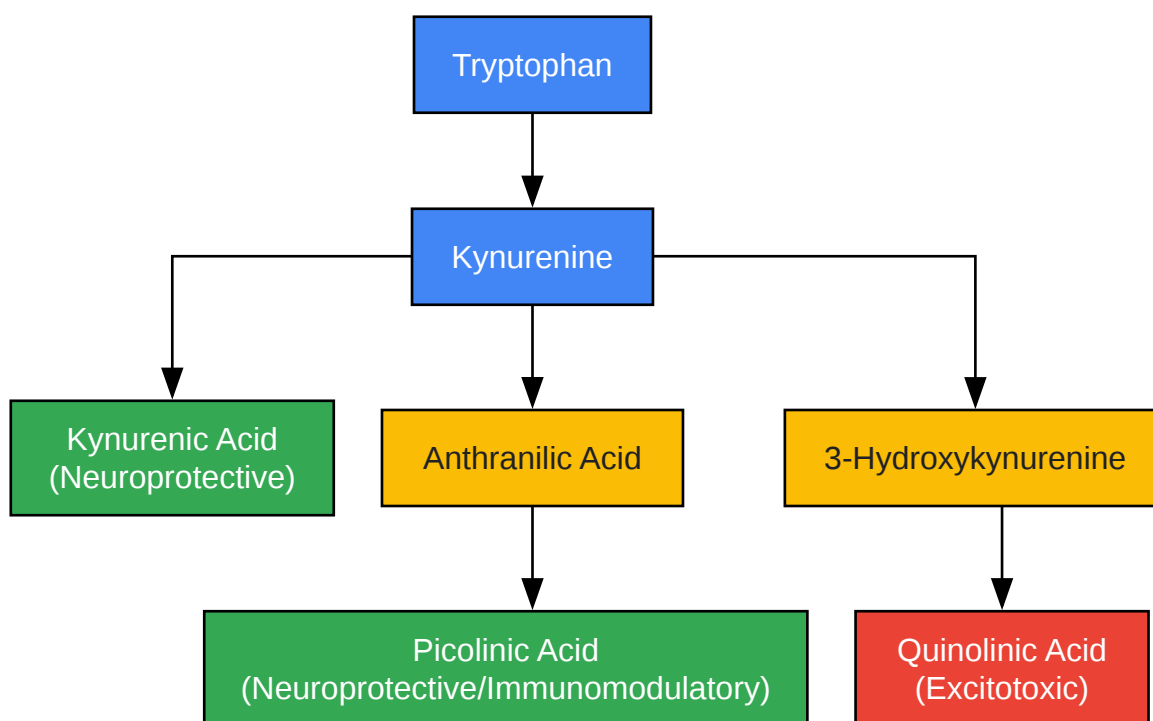 Tryptophan
Kynurenine
Kynurenic Acid
(Neuroprotective)
Anthranilic Acid
3-Hydroxykynurenine
Picolinic Acid
(Neuroprotective/Immunomodulatory)
Quinolinic Acid
(Excitotoxic)